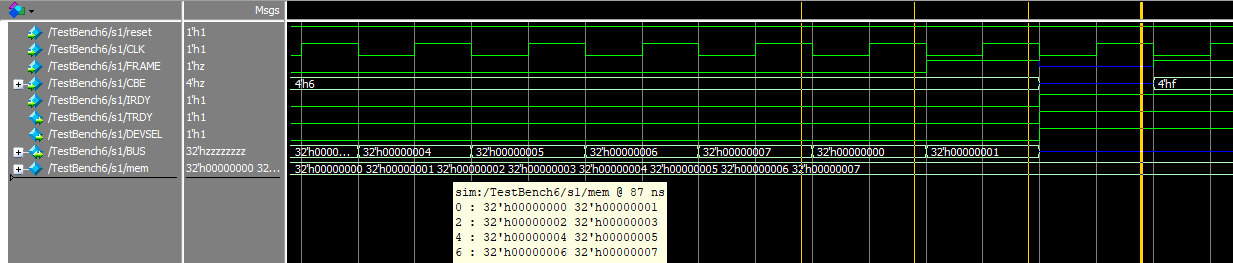 Msgs
/TestBench6/s1/reset 1'h1
/TestBench6/s1/CLK 1'h1
/TestBench6/s1/FRAME 1'hz
/TestBench6/s1/CBE 4'hz 4'h6 4'hf
/TestBench6/s1/IRDY 1'h1
/TestBench6/s1/TRDY 1'h1
/TestBench6/s1/DEVSEL 1'h1
/TestBench6/s1/BUS 32'hzzzzzzzz 32'h0000... 32'h00000004 32'h00000005 32'h00000006 32'h00000007 32'h00000000 32'h00000001
/TestBench6/s1/mem 32'h00000000 32... 32'h00000000 32'h00000001 32'h00000002 32'h00000003 32'h00000004 32'h00000005 32'h00000006 32'h00000007
sim:/TestBench6/s1/mem @ 87 ns
0 : 32'h00000000 32'h00000001
2 : 32'h00000002 32'h00000003
4 : 32'h00000004 32'h00000005
6 : 32'h00000006 32'h00000007